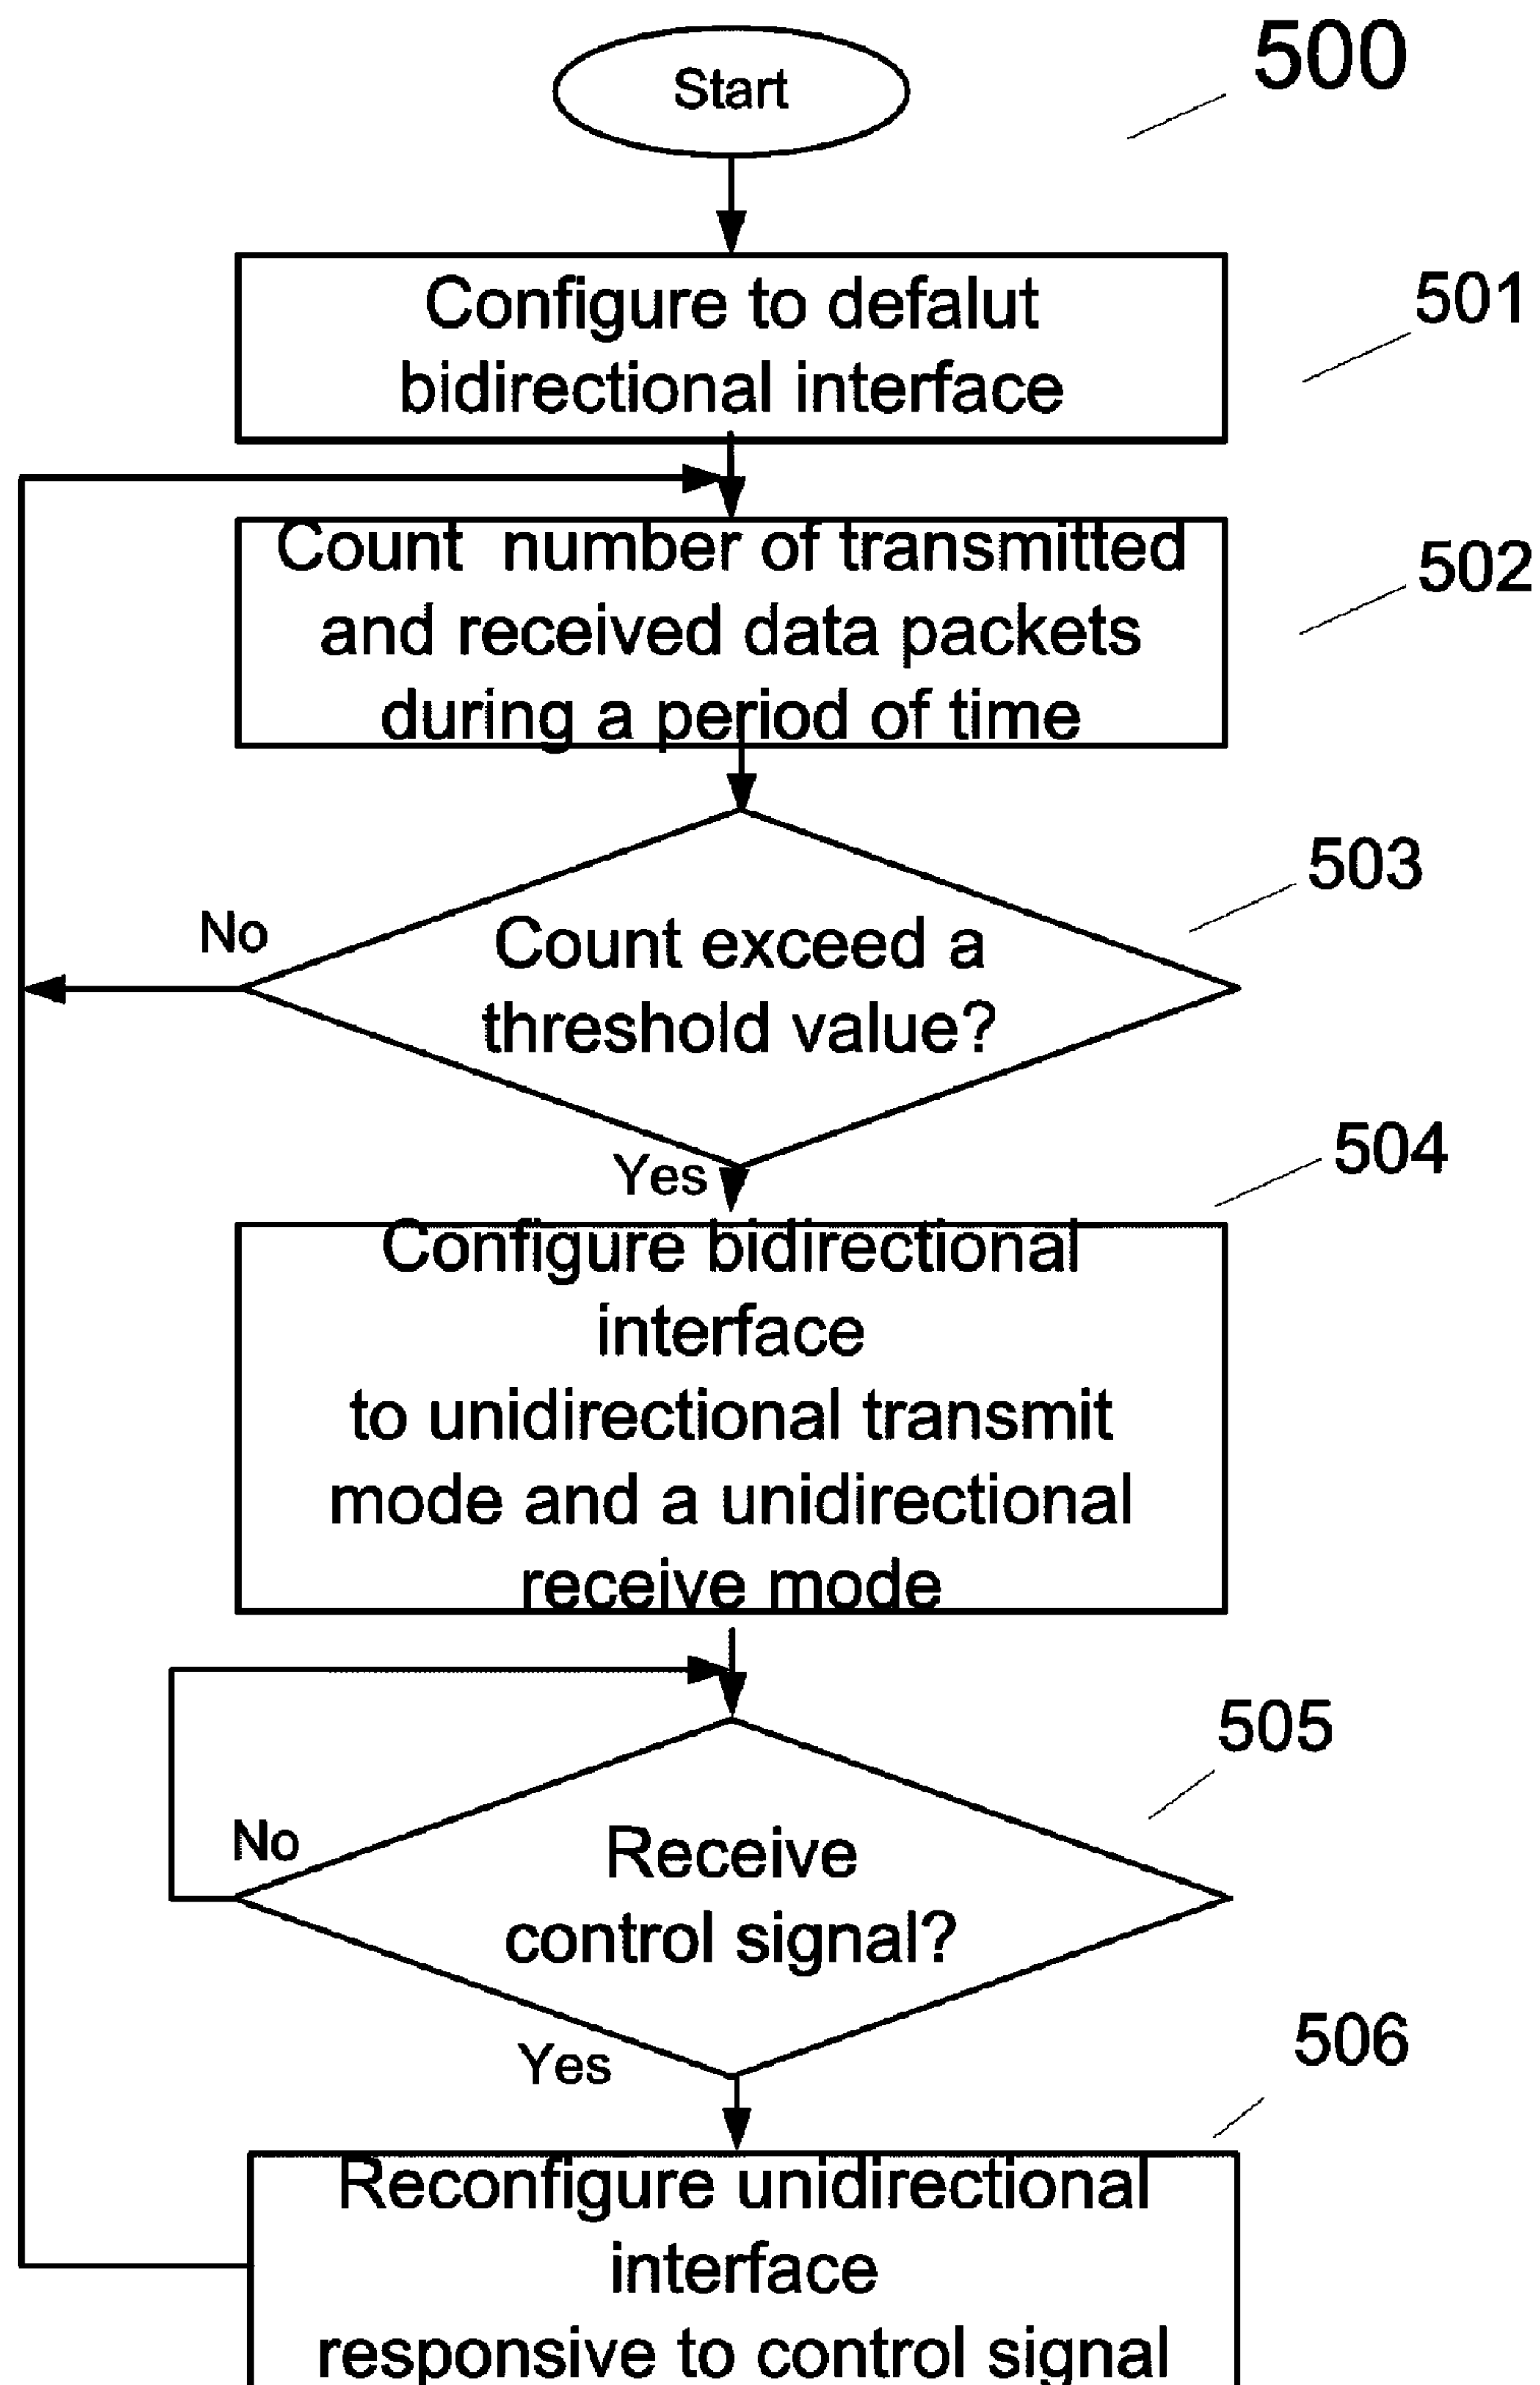 Start
500
Configure to defalut
bidirectional interface
501
Count number of transmitted
and received data packets
during a period of time
502
503
No
Count exceed a
threshold value?
Yes
504
Configure bidirectional
interface
to unidirectional transmit
mode and a unidirectional
receive mode
505
No
Receive
control signal?
Yes
506
Reconfigure unidirectional
interface
responsive to control signal